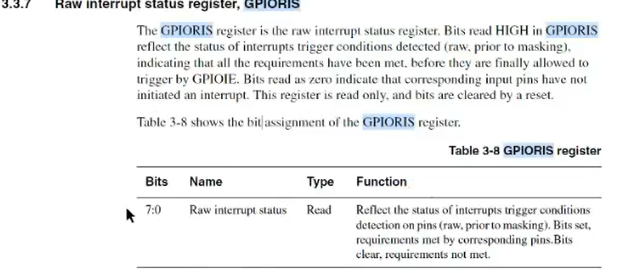 3.3.7 Raw interrupt status register, GPIORIS
The GPIORIS register is the raw interrupt status register. Bits read HIGH in GPIORIS
reflect the status of interrupts trigger conditions detected (raw, prior to masking),
indicating that all the requirements have been met, before they are finally allowed to
trigger by GPIOIE. Bits read as zero indicate that corresponding input pins have not
initiated an interrupt. This register is read only, and bits are cleared by a reset.
Table 3-8 shows the bit assignment of the GPIORIS register.
Table 3-8 GPIORIS register
Bits Name Type Function
7:0 Raw interrupt status Read Reflect the status of interrupts trigger conditions
detection on pins (raw, prior to masking). Bits set,
requirements met by corresponding pins.Bits
clear, requirements not met.